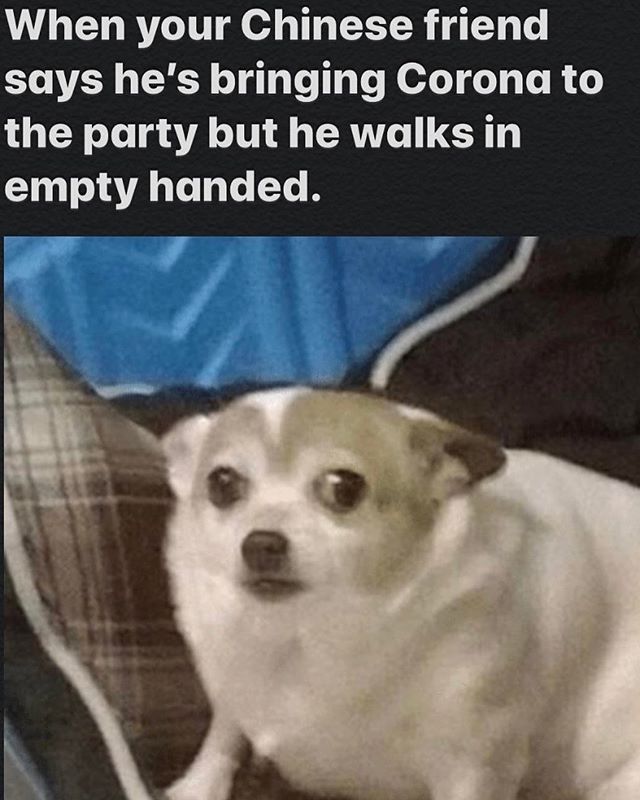 When your Chinese friend
says he's bringing Corona to
the party but he walks in
empty handed.